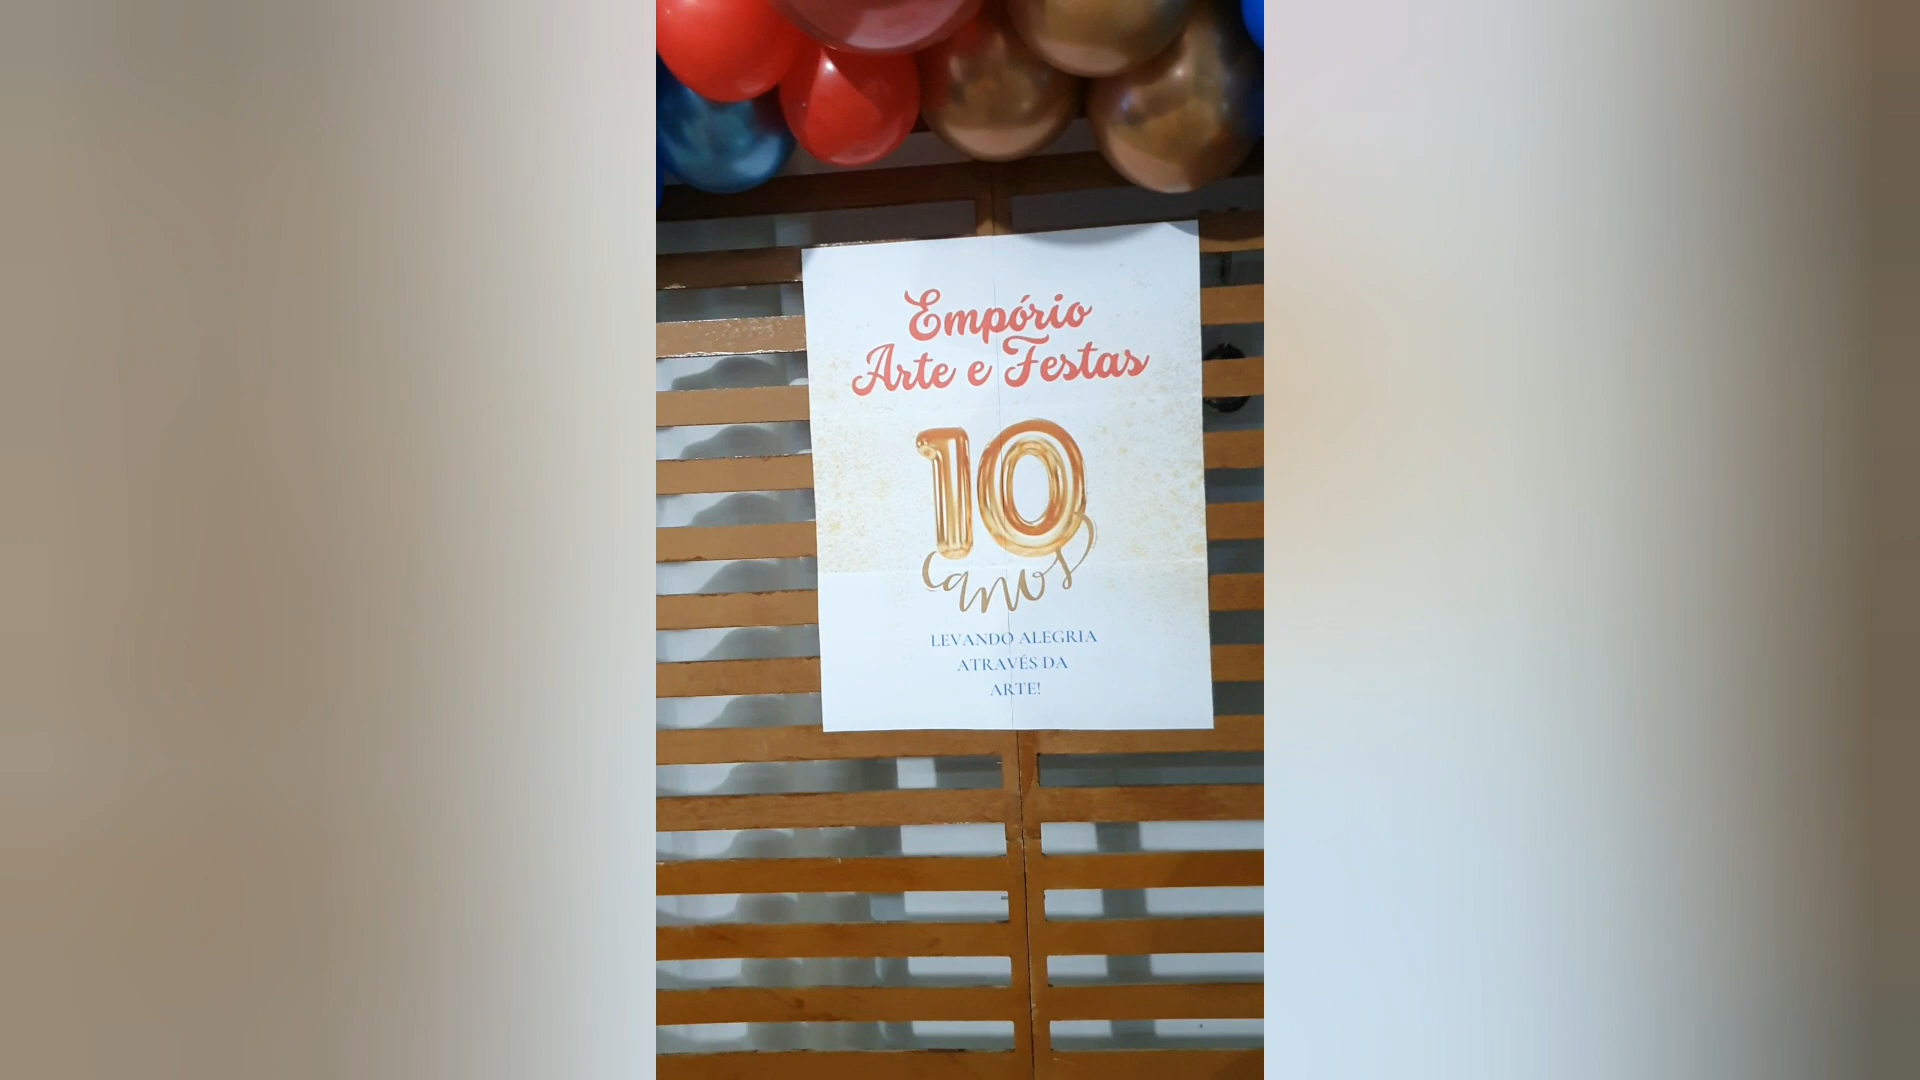 Empório
Arte e Festas
10
anos
LEVANDO ALEGRIA
ATRAVÉS DA
ARTE!